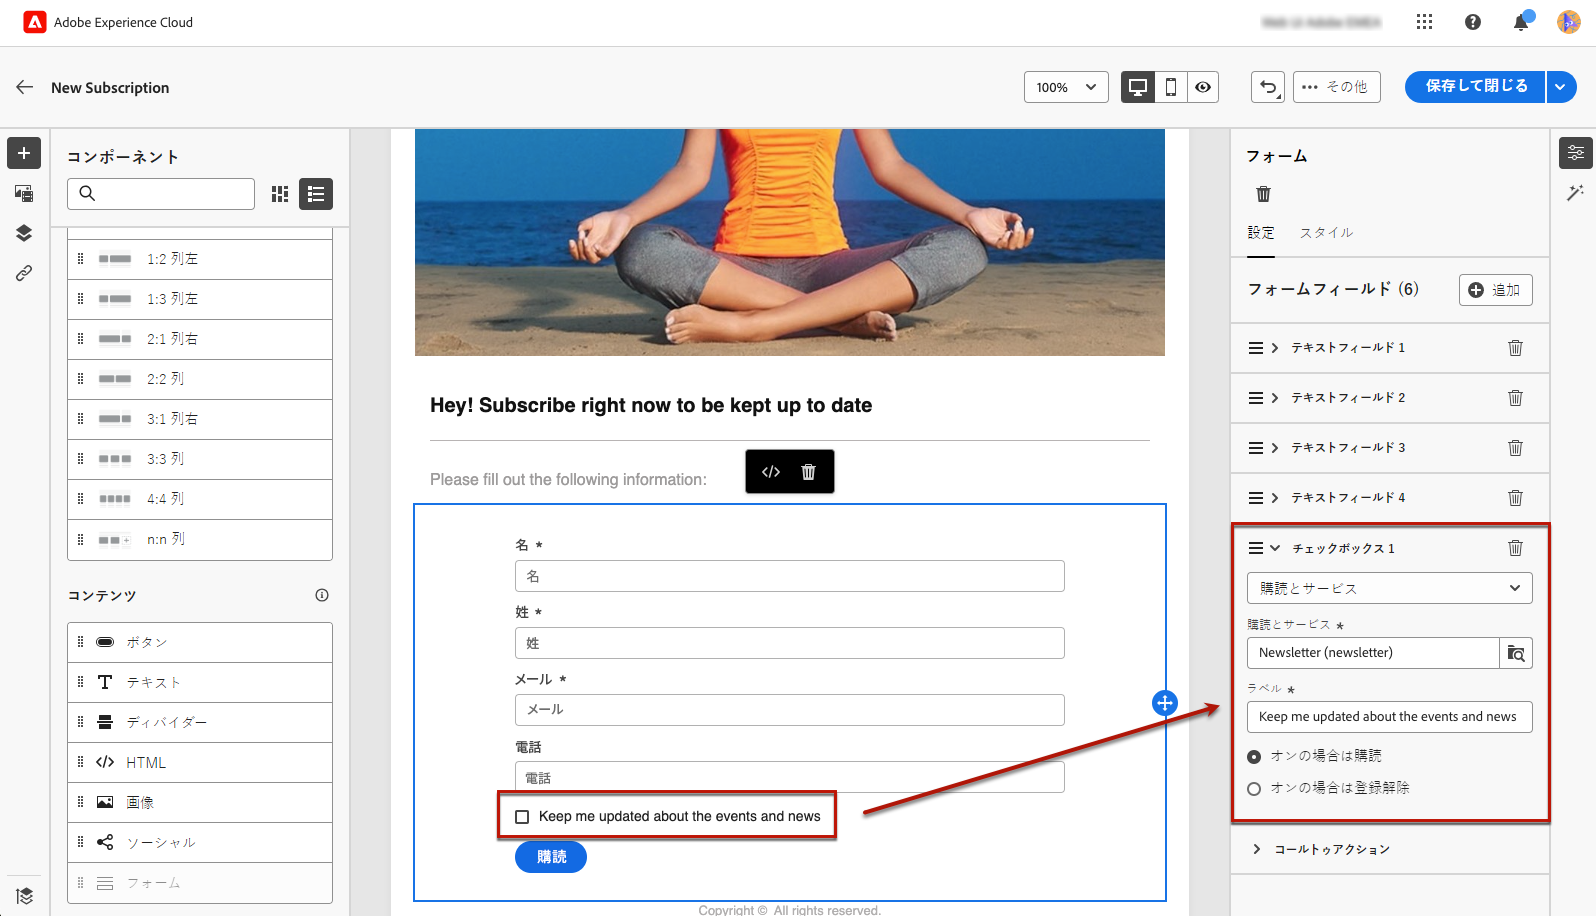 Adobe Experience Cloud
New Subscription
100%
その他
保存して閉じる
コンポーネント
1:2 列左
1:3 列左
2:1 列右
2:2 列
3:1 列右
3:3 列
4:4 列
n:n 列
コンテンツ
ボタン
テキスト
ディバイダー
HTML
画像
ソーシャル
フォーム
Hey! Subscribe right now to be kept up to date
Please fill out the following information:
名 *
名
姓 *
姓
メール *
メール
電話
電話
Keep me updated about the events and news
購読
Copyright © All rights reserved.
フォーム
設定 スタイル
フォームフィールド (6)
追加
テキストフィールド 1
テキストフィールド 2
テキストフィールド 3
テキストフィールド 4
チェックボックス 1
購読とサービス
購読とサービス *
Newsletter (newsletter)
ラベル *
Keep me updated about the events and news
オンの場合は購読
オンの場合は登録解除
コールトゥアクション